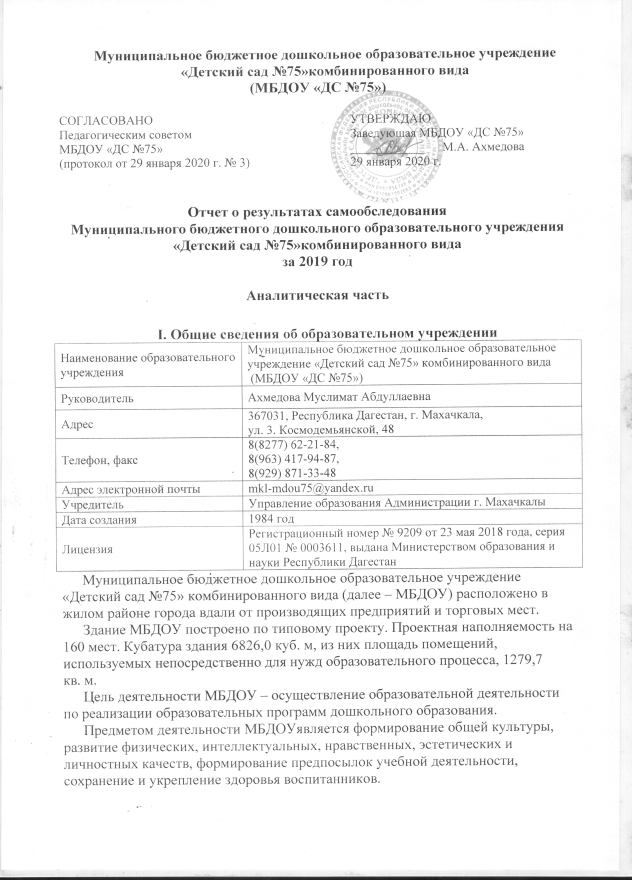 Муниципальное бюджетное дошкольное образовательное учреждение
«Детский сад №75»комбинированного вида
(МБДОУ «ДС №75»)
СОГЛАСОВАНО
Педагогическим советом
МБДОУ «ДС №75»
(протокол от 29 января 2020 г. № 3)
УТВЕРЖДАЮ
Заведующая МБДОУ «ДС №75»
М.А. Ахмедова
29 января 2020 г.
Отчет о результатах самообследования
Муниципального бюджетного дошкольного образовательного учреждения
«Детский сад №75»комбинированного вида
за 2019 год
Аналитическая часть
I. Общие сведения об образовательном учреждении
Наименование образовательного
учреждения
Муниципальное бюджетное дошкольное образовательное
учреждение «Детский сад №75» комбинированного вида
(МБДОУ «ДС №75»)
Руководитель
Ахмедова Муслимат Абдуллаевна
Адрес
367031, Республика Дагестан, г. Махачкала,
ул. З. Космодемьянской, 48
Телефон, факс
8(8277) 62-21-84,
8(963) 417-94-87,
8(929) 871-33-48
Адрес электронной почты
mkl-mdou75@yandex.ru
Учредитель
Управление образования Администрации г. Махачкалы
Дата создания
1984 год
Лицензия
Регистрационный номер № 9209 от 23 мая 2018 года, серия
05Л01 № 0003611, выдана Министерством образования и
науки Республики Дагестан
Муниципальное бюджетное дошкольное образовательное учреждение
«Детский сад №75» комбинированного вида (далее – МБДОУ) расположено в
жилом районе города вдали от производящих предприятий и торговых мест.
Здание МБДОУ построено по типовому проекту. Проектная наполняемость на
160 мест. Кубатура здания 6826,0 куб. м, из них площадь помещений,
используемых непосредственно для нужд образовательного процесса, 1279,7
кв. м.
Цель деятельности МБДОУ – осуществление образовательной деятельности
по реализации образовательных программ дошкольного образования.
Предметом деятельности МБДОУявляется формирование общей культуры,
развитие физических, интеллектуальных, нравственных, эстетических и
личностных качеств, формирование предпосылок учебной деятельности,
сохранение и укрепление здоровья воспитанников.